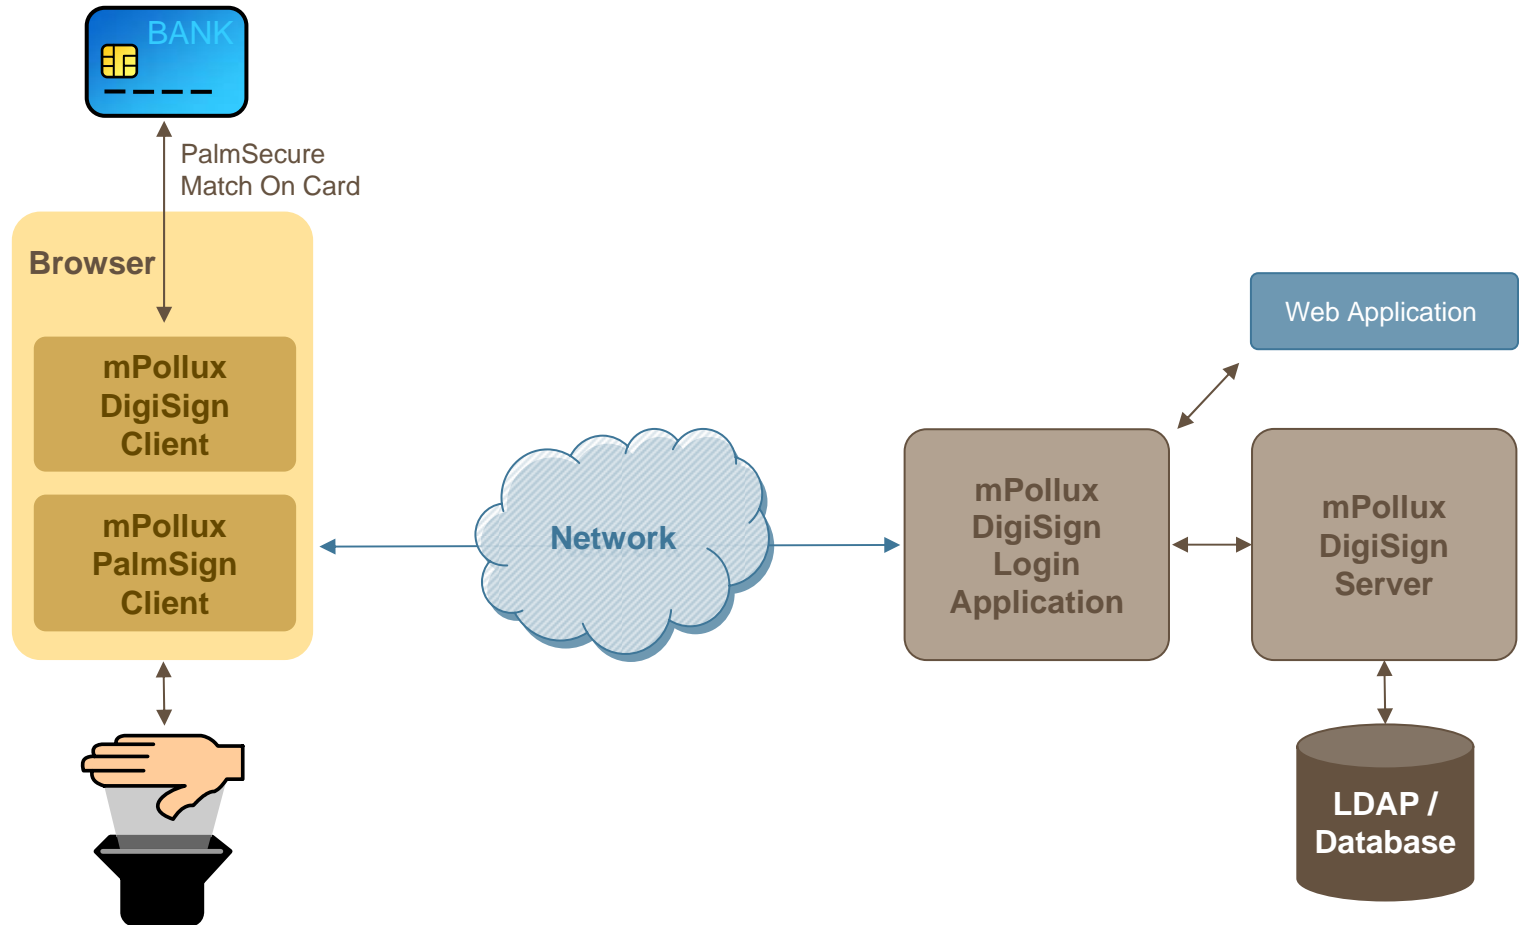 BANK
PalmSecure
Match On Card
Browser
mPollux
DigiSign
Client
mPollux
PalmSign
Client
Network
Web Application
mPollux
DigiSign
Login
Application
mPollux
DigiSign
Server
LDAP /
Database